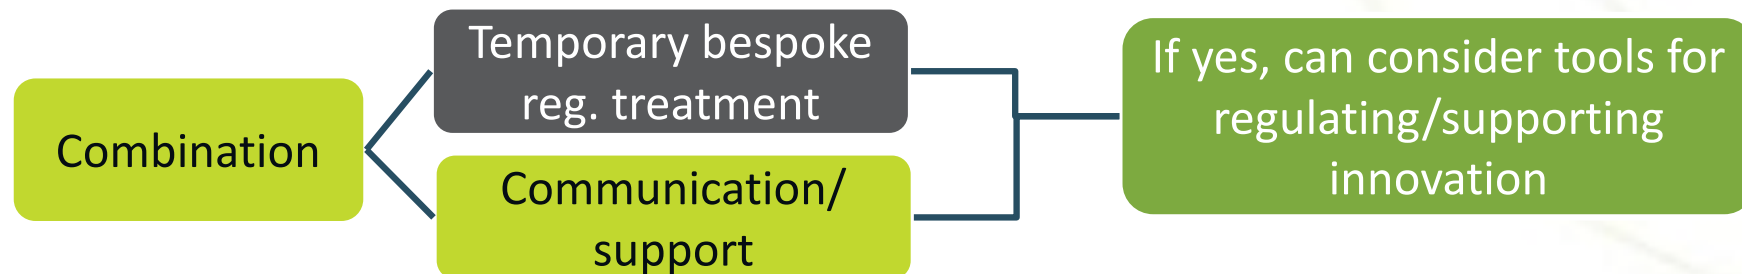 Combination
Temporary bespoke
reg. treatment
Communication/
support
If yes, can consider tools for
regulating/supporting
innovation